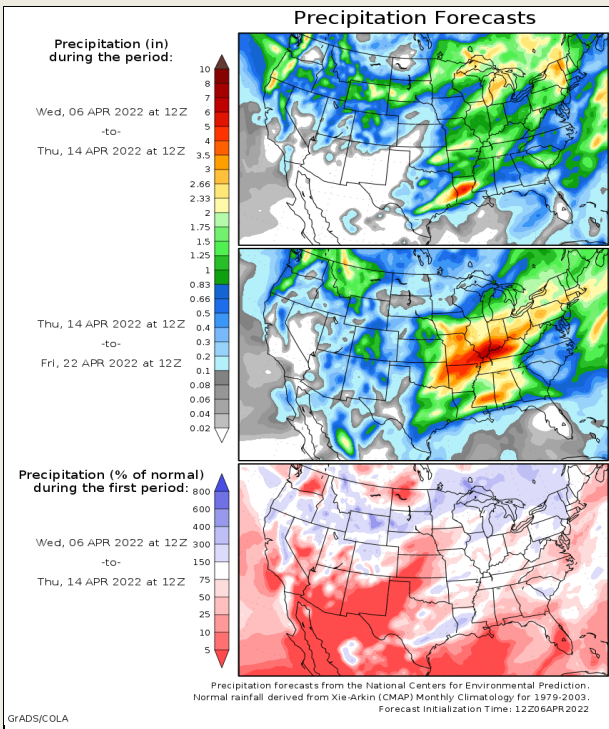 Precipitation Forecasts
Precipitation (in)
during the period:
Wed, 06 APR 2022 at 12Z
-to-
Thu, 14 APR 2022 at 12Z
Thu, 14 APR 2022 at 12Z
-to-
Fri, 22 APR 2022 at 12Z
10
8
7
6
5
4
3.5
3
2.66
2.33
2
1.75
1.5
1.25
1
0.83
0.66
0.5
0.4
0.3
0.2
0.1
0.08
0.06
0.04
0.02
Precipitation (% of normal)
during the first period:
Wed, 06 APR 2022 at 12Z
-to-
Thu, 14 APR 2022 at 12Z
800
600
400
300
150
75
50
25
10
5
Precipitation forecasts from the National Centers for Environmental Prediction.
Normal rainfall derived from Xie-Arkin (CMAP) Monthly Climatology for 1979-2003.
Forecast Initialization Time: 12Z06APR2022
GrADS/COLA